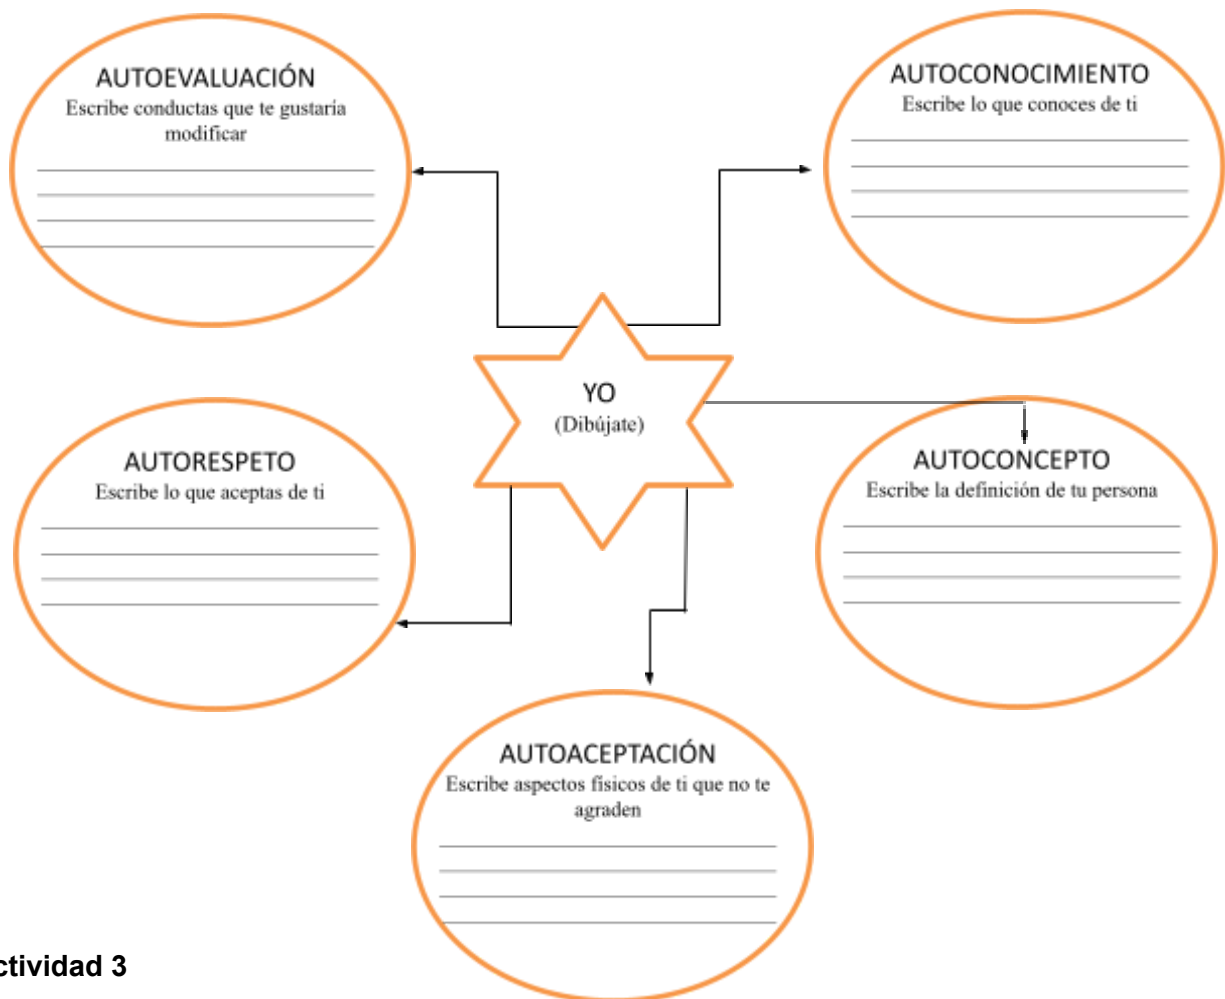 AUTOEVALUACIÓN
Escribe conductas que te gustaría
modificar
AUTOCONOCIMIENTO
Escribe lo que conoces de ti
YO
(Dibújate)
AUTORESPETO
Escribe lo que aceptas de ti
AUTOCONCEPTO
Escribe la definición de tu persona
AUTOACEPTACIÓN
Escribe aspectos físicos de ti que no te
agraden
ctividad 3